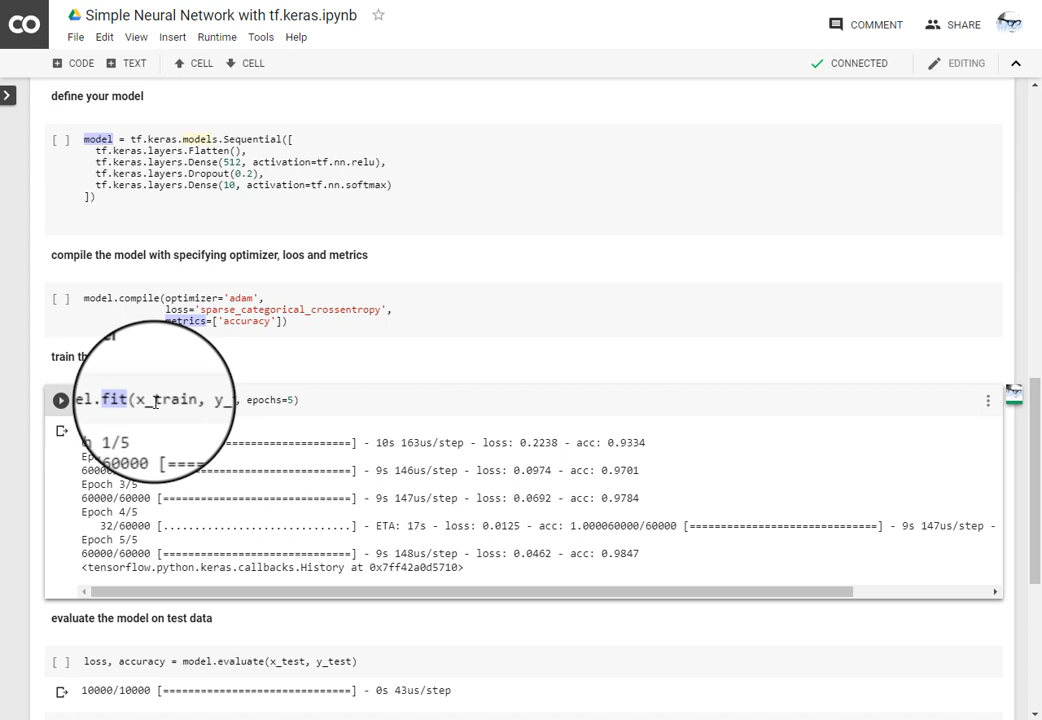 CO
Simple Neural Network with tf.keras.ipynb
File Edit View Insert Runtime Tools Help
COMMENT SHARE
CODE TEXT CELL CELL CONNECTED EDITING
define your model
[ ] model = tf.keras.models.Sequential([
tf.keras.layers.Flatten(),
tf.keras.layers.Dense(512, activation=tf.nn.relu),
tf.keras.layers.Dropout(0.2),
tf.keras.layers.Dense(10, activation=tf.nn.softmax)
])
compile the model with specifying optimizer, loos and metrics
[ ] model.compile(optimizer='adam',
loss='sparse_categorical_crossentropy',
metrics=['accuracy'])
train th
el.fit(x_train, y_, epochs=5)
h 1/5
60000 [==== =====================] - 10s 163us/step - loss: 0.2238 - acc: 0.9334
Ep
60000 ====================] - 9s 146us/step - loss: 0.0974 - acc: 0.9701
Epoch 3/5
60000/60000 [==============================] - 9s 147us/step - loss: 0.0692 - acc: 0.9784
Epoch 4/5
32/60000 [..............................] - ETA: 17s - loss: 0.0125 - acc: 1.000060000/60000 [==============================] - 9s 147us/step -
Epoch 5/5
60000/60000 [==============================] - 9s 148us/step - loss: 0.0462 - acc: 0.9847
<tensorflow.python.keras.callbacks.History at 0x7ff42a0d5710>
evaluate the model on test data
[ ] loss, accuracy = model.evaluate(x_test, y_test)
10000/10000 [==============================] - 0s 43us/step